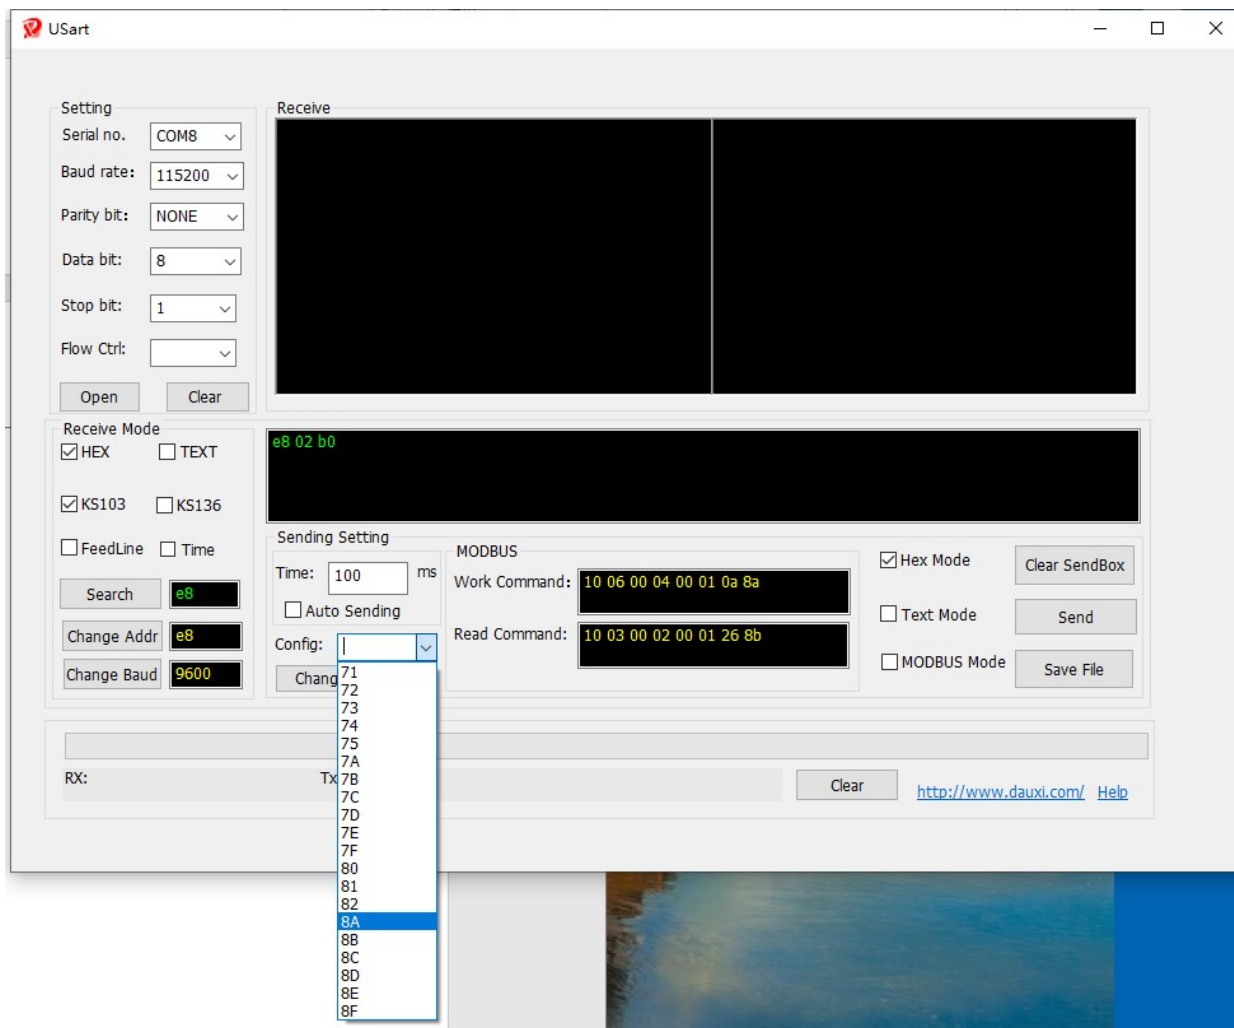 USart
Setting
Serial no. COM8
Baud rate: 115200
Parity bit: NONE
Data bit: 8
Stop bit: 1
Flow Ctrl:
Open Clear
Receive
Receive Mode
HEX TEXT
KS103 KS136
FeedLine Time
Search e8
Change Addr e8
Change Baud 9600
e8 02 b0
Sending Setting
Time: 100 ms
Auto Sending
Config:
Chang
71
72
73
74
75
7A
7B
7C
7D
7E
7F
80
81
82
8A
8B
8C
8D
8E
8F
MODBUS
Work Command: 10 06 00 04 00 01 0a 8a
Read Command: 10 03 00 02 00 01 26 8b
Hex Mode Clear SendBox
Text Mode Send
MODBUS Mode Save File
RX: Tx
Clear http://www.dauxi.com/ Help